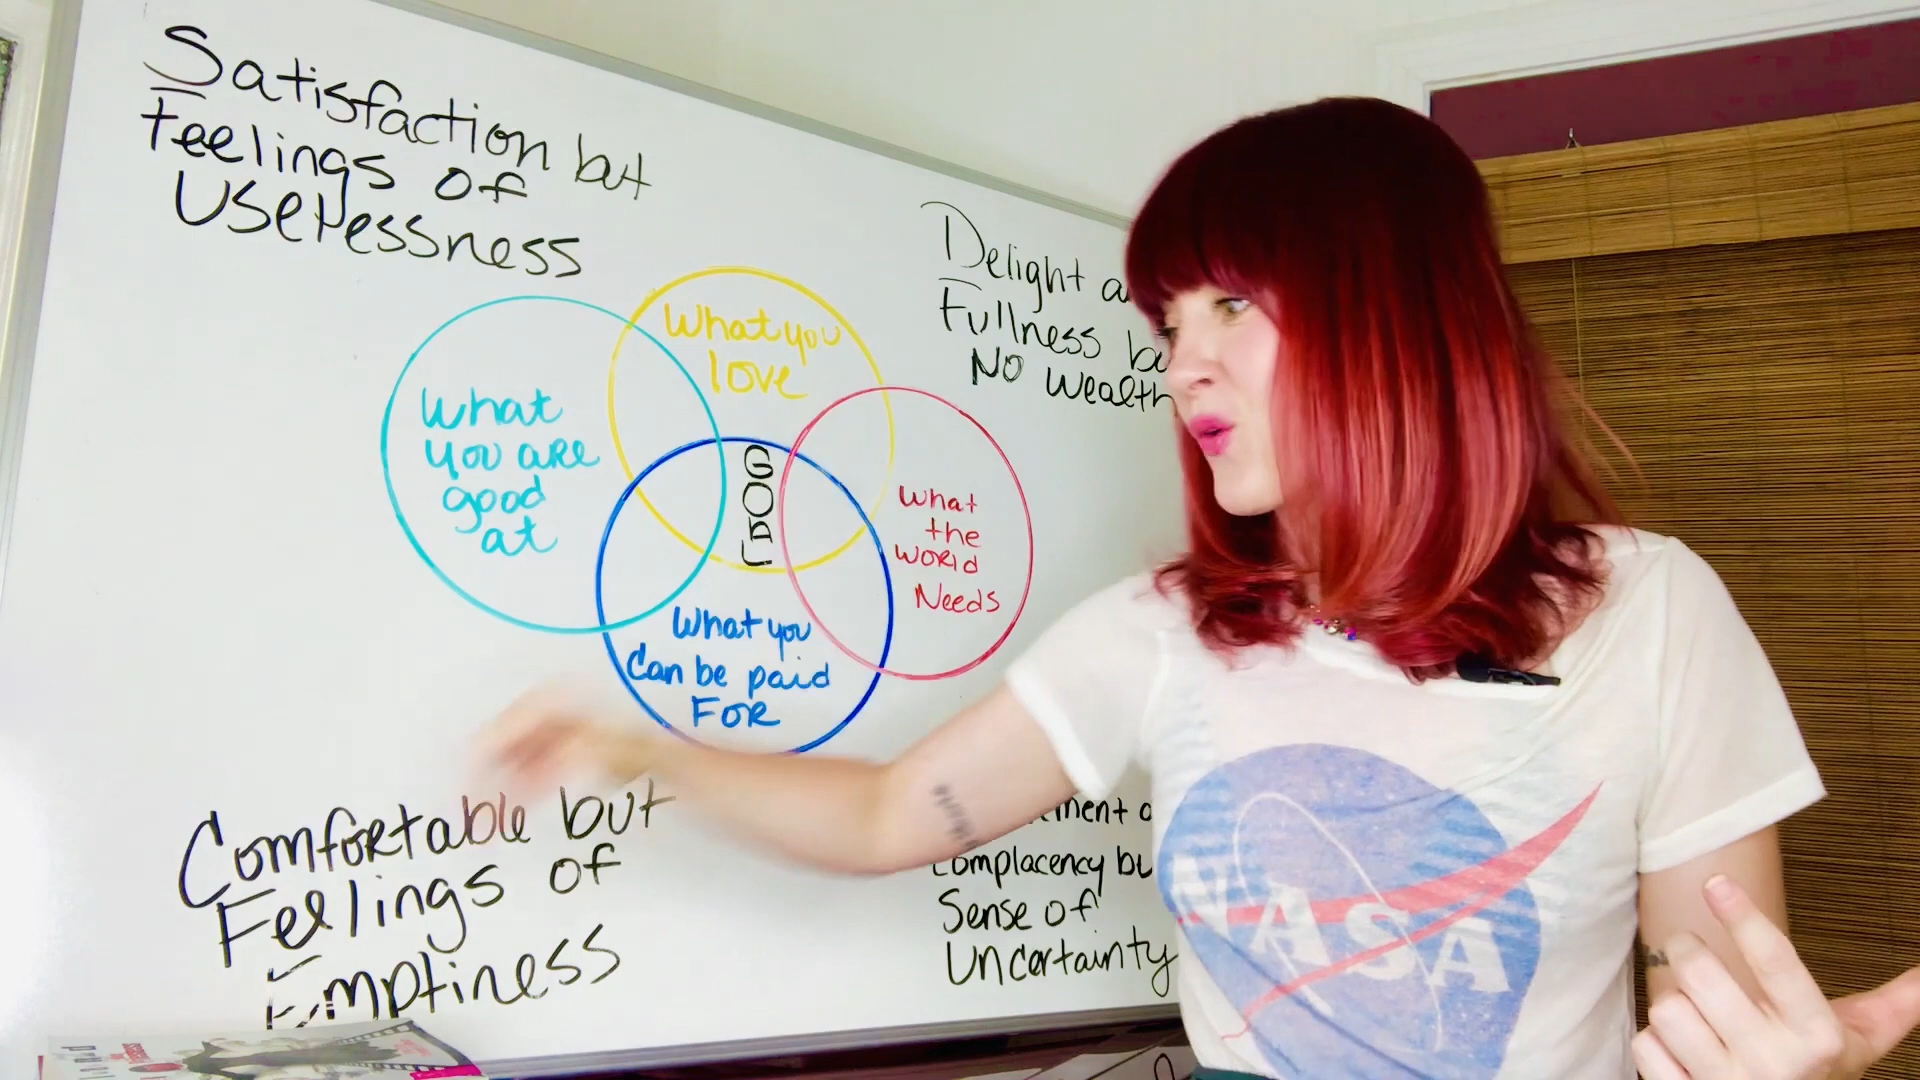 Satisfaction but
Feelings of
Uselessness
Delight
Fullness
No Wealth
What you
love
What
you are
good
at
GOAL
What
the
World
Needs
What you
Can be paid
For
Comfortable but
Feelings of
Emptiness
Complacency
Sense of
Uncertainty
NASA